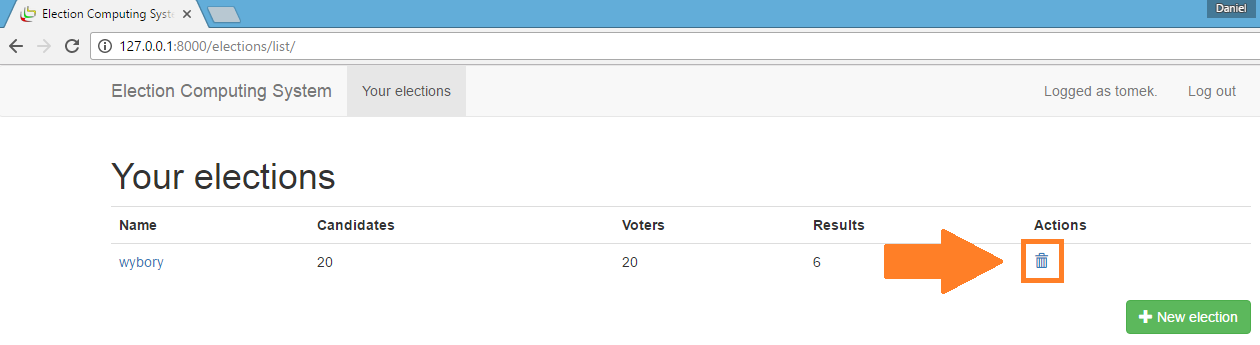 Election Computing Syst
Daniel
127.0.0.1:8000/elections/list/
Election Computing System Your elections Logged as tomek. Log out
Your elections
Name Candidates Voters Results Actions
wybory 20 20 6
New election